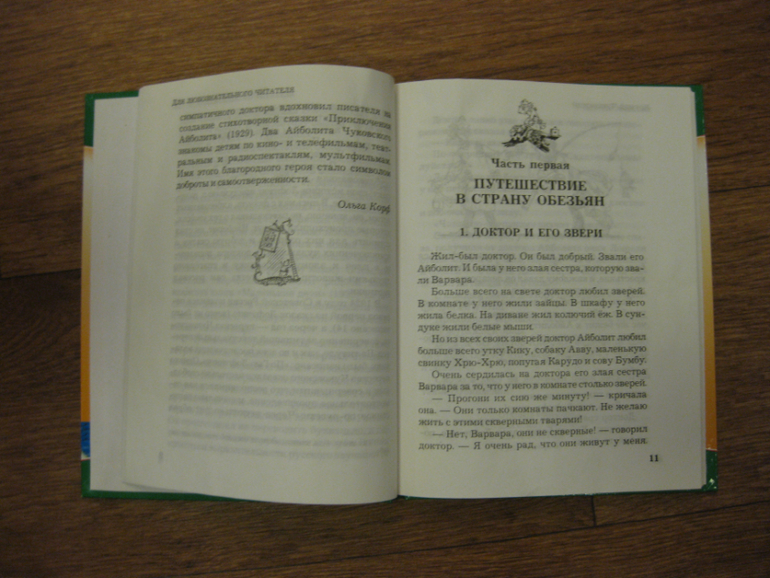 ДЛЯ ЛЮБОЗНАТЕЛЬНОГО ЧИТАТЕЛЯ
симпатичного доктора вдохновил писателя на
создание стихотворной сказки «Приключения
Айболита» (1929). Два Айболита Чуковского
знакомы детям по кино- и телефильмам, теат-
ральным и радиоспектаклям, мультфильмам.
Имя этого благородного героя стало символом
доброты и самоотверженности.
Ольга Корф
Часть первая
ПУТЕШЕСТВИЕ
В СТРАНУ ОБЕЗЬЯН
1. ДОКТОР И ЕГО ЗВЕРИ
Жил-был доктор. Он был добрый. Звали его
Айболит. И была у него злая сестра, которую зва-
ли Варвара.
Больше всего на свете доктор любил зверей.
В комнате у него жили зайцы. В шкафу у него
жила белка. На диване жил колючий ёж. В сун-
дуке жили белые мыши.
Но из всех своих зверей доктор Айболит любил
больше всего утку Кику, собаку Авву, маленькую
свинку Хрю-Хрю, попугая Карудо и сову Бумбу.
Очень сердилась на доктора его злая сестра
Варвара за то, что у него в комнате столько зверей.
— Прогони их сию же минуту! — кричала
она. — Они только комнаты пачкают. Не желаю
жить с этими скверными тварями!
— Нет, Варвара, они не скверные! — говорил
доктор. — Я очень рад, что они живут у меня.
11